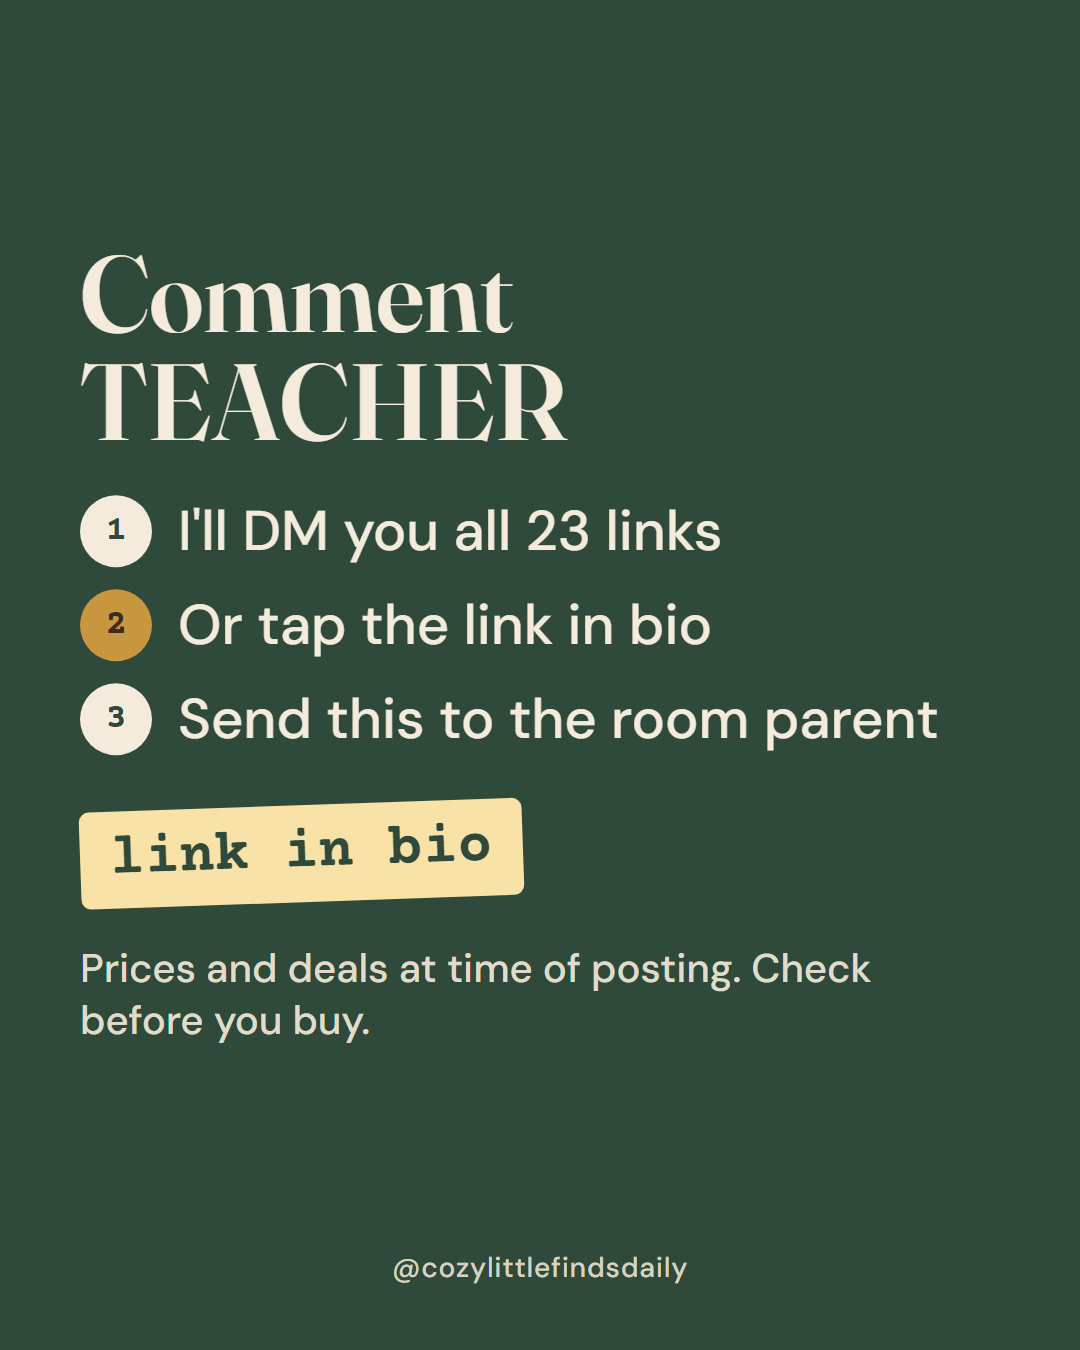 Comment
TEACHER
1 I'll DM you all 23 links
2 Or tap the link in bio
3 Send this to the room parent
link in bio
Prices and deals at time of posting. Check
before you buy.
@cozylittlefindsdaily